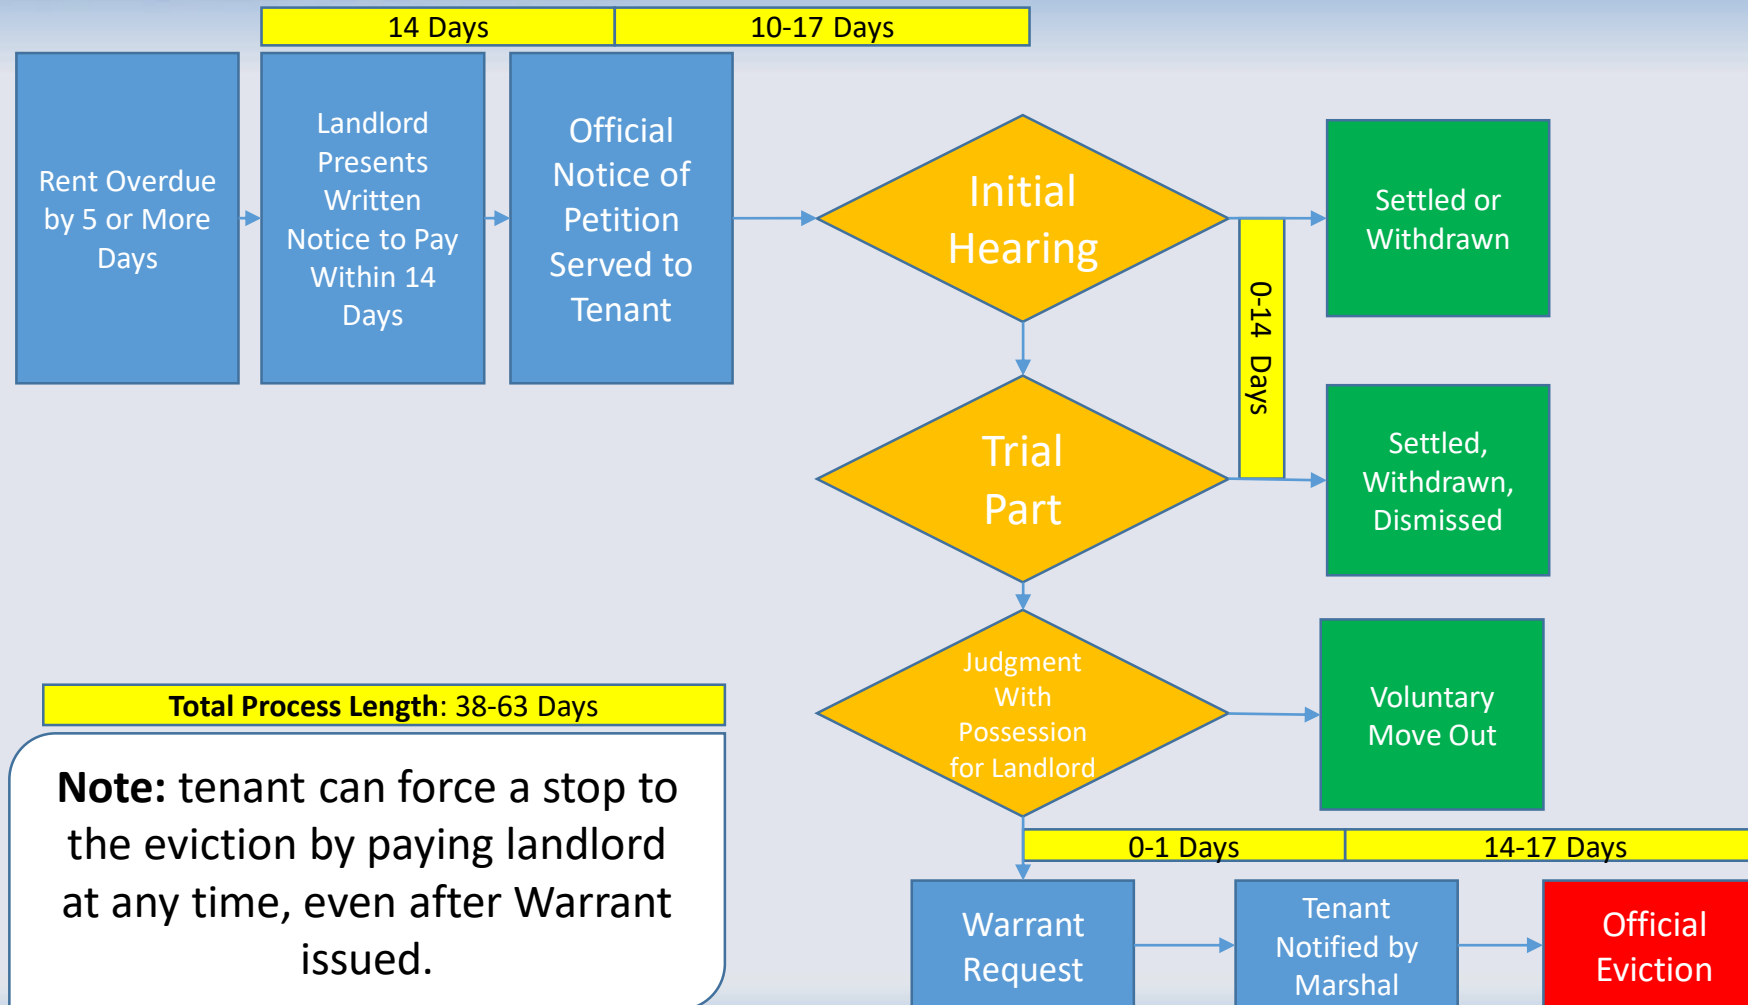 14 Days
10-17 Days
Rent Overdue
by 5 or More
Days
Landlord
Presents
Written
Notice to Pay
Within 14
Days
Official
Notice of
Petition
Served to
Tenant
Initial
Hearing
Settled or
Withdrawn
0-14 Days
Trial
Part
Settled,
Withdrawn,
Dismissed
Judgment
With
Possession
for Landlord
Voluntary
Move Out
Total Process Length: 38-63 Days
Note: tenant can force a stop to
the eviction by paying landlord
at any time, even after Warrant
issued.
0-1 Days
14-17 Days
Warrant
Request
Tenant
Notified by
Marshal
Official
Eviction